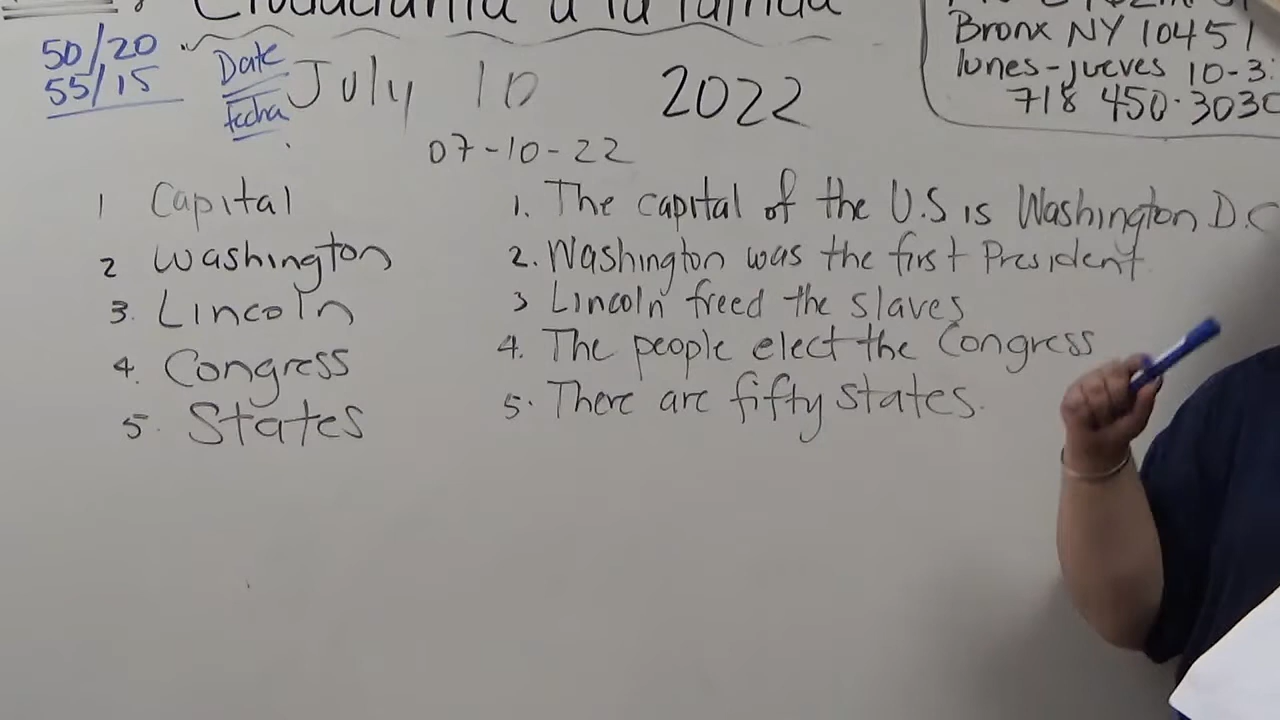 Ciudadanía a la familia
50/20
55/15
Date
Fecha
July 10 2022
07-10-22
Bronx NY 10451
lunes-jueves 10-3:
718 450-3030
1 Capital
2 Washington
3. Lincoln
4. Congress
5. States
1. The capital of the U.S is Washington D.C
2. Washington was the first President
3 Lincoln freed the slaves
4. The people elect the Congress
5. There are fifty states.